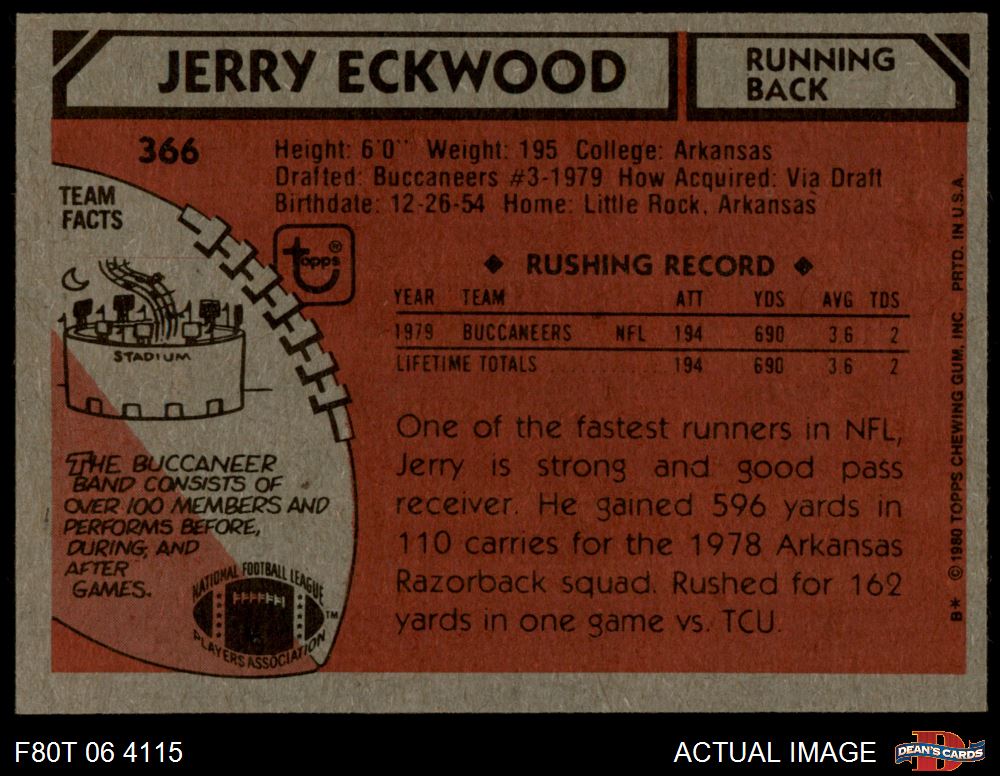 JERRY ECKWOOD
RUNNING
BACK
366
Height: 6'0" Weight: 195 College: Arkansas
Drafted: Buccaneers #3-1979 How Acquired: Via Draft
Birthdate: 12-26-54 Home: Little Rock, Arkansas
TEAM
FACTS
topps®
STADIUM
THE BUCCANEER
BAND CONSISTS OF
OVER 100 MEMBERS AND
PERFORMS BEFORE,
DURING, AND
AFTER
GAMES.
NATIONAL FOOTBALL LEAGUE
PLAYERS ASSOCIATION
TM
◆ RUSHING RECORD ◆
YEAR TEAM ATT YDS AVG TDS
1979 BUCCANEERS NFL 194 690 3.6 2
LIFETIME TOTALS .............. 194 690 3.6 2
One of the fastest runners in NFL,
Jerry is strong and good pass
receiver. He gained 596 yards in
110 carries for the 1978 Arkansas
Razorback squad. Rushed for 162
yards in one game vs. TCU.
B* © 1980 TOPPS CHEWING GUM, INC. PRTD. IN U.S.A.
F80T 06 4115
ACTUAL IMAGE
D
DEAN'S CARDS